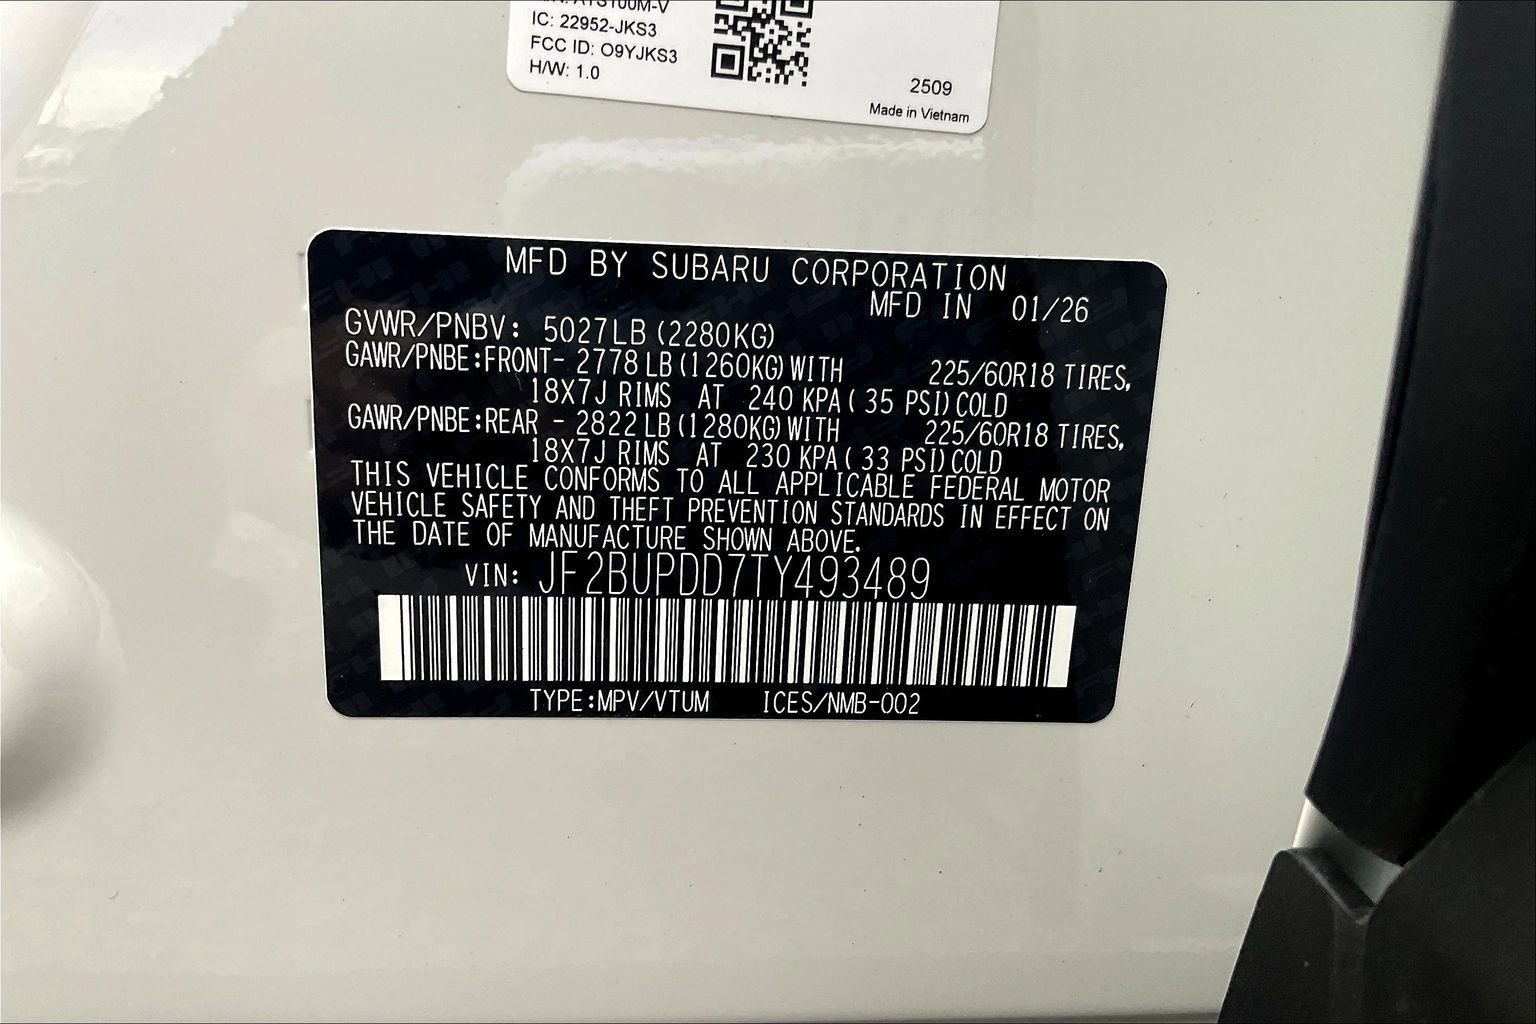 IC: 22952-JKS3
FCC ID: O9YJKS3
H/W: 1.0
2509
Made in Vietnam
MFD BY SUBARU CORPORATION
MFD IN 01/26
GVWR/PNBV: 5027LB (2280KG)
GAWR/PNBE:FRONT- 2778 LB(1260KG)WITH 225/60R18 TIRES,
18X7J RIMS AT 240 KPA( 35 PSI)COLD
GAWR/PNBE:REAR - 2822 LB(1280KG)WITH 225/60R18 TIRES,
18X7J RIMS AT 230 KPA( 33 PSI)COLD
THIS VEHICLE CONFORMS TO ALL APPLICABLE FEDERAL MOTOR
VEHICLE SAFETY AND THEFT PREVENTION STANDARDS IN EFFECT ON
THE DATE OF MANUFACTURE SHOWN ABOVE.
VIN: JF2BUPDD7TY493489
TYPE:MPV/VTUM ICES/NMB-002